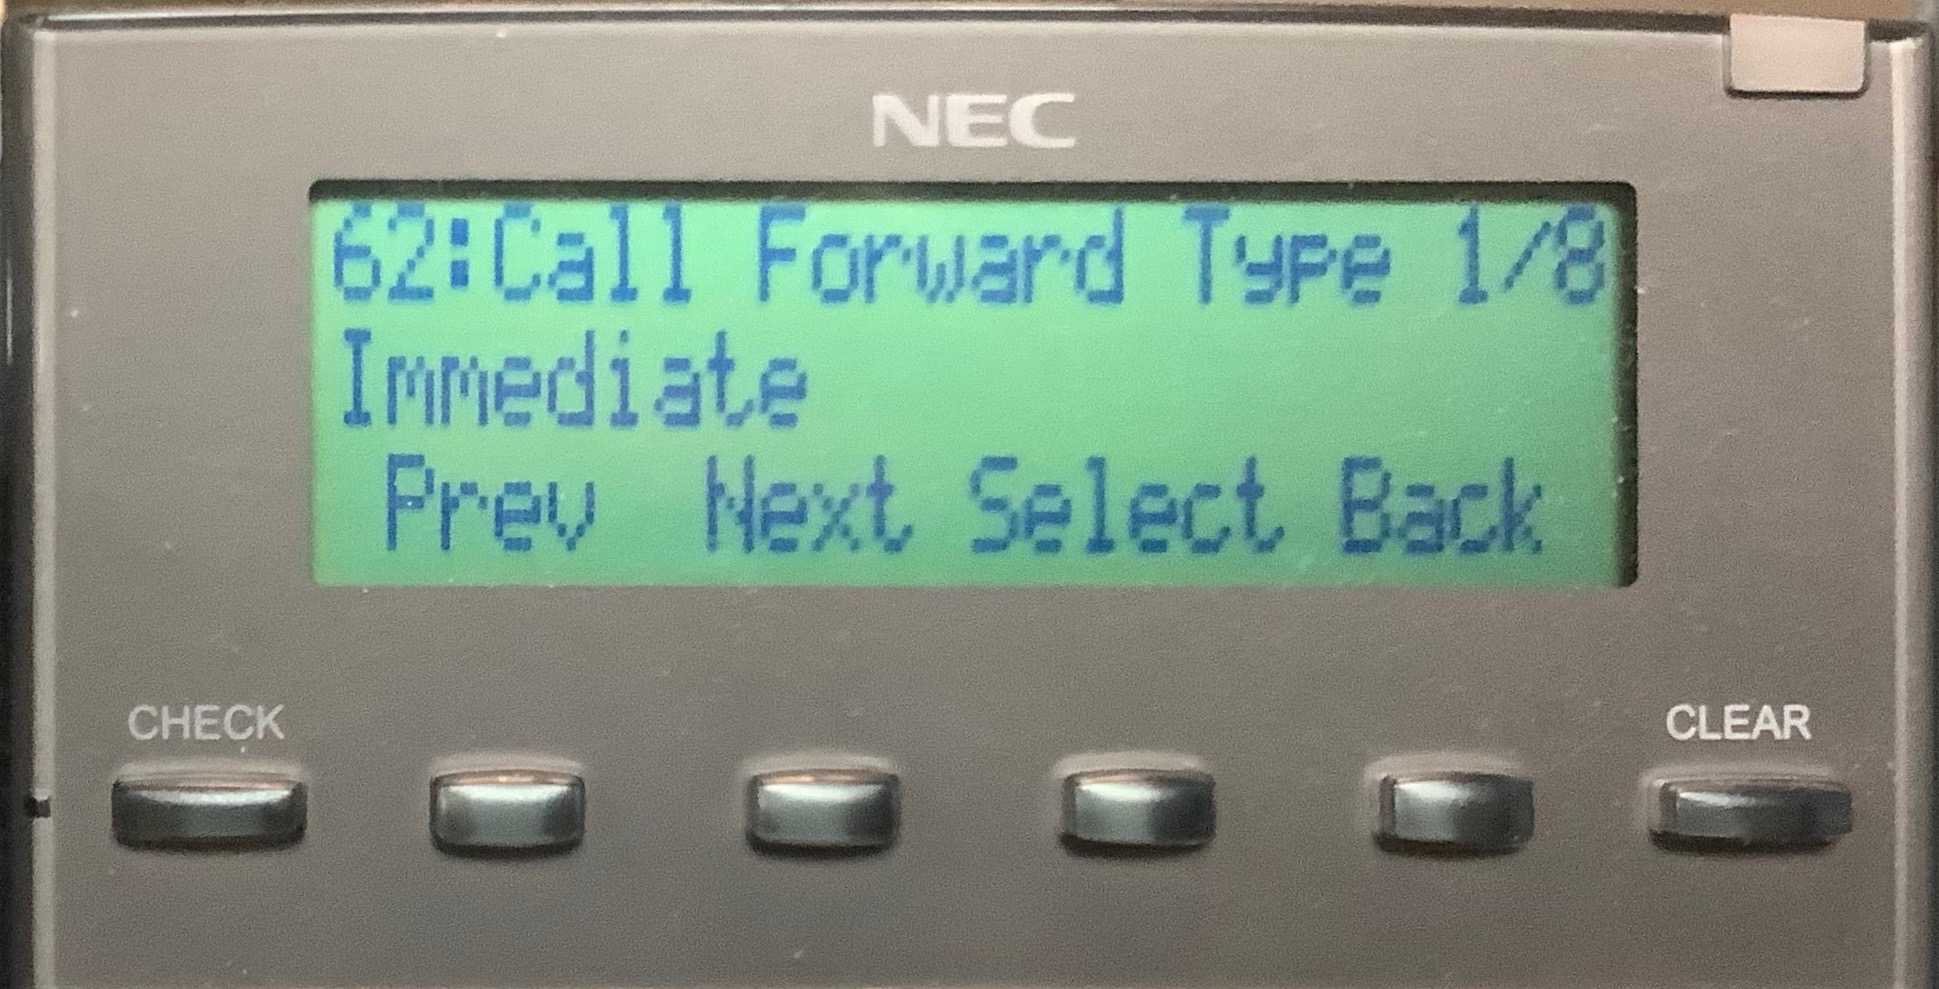 NEC
62:Call Forward Type 1/8
Immediate
Prev Next Select Back
CHECK
CLEAR